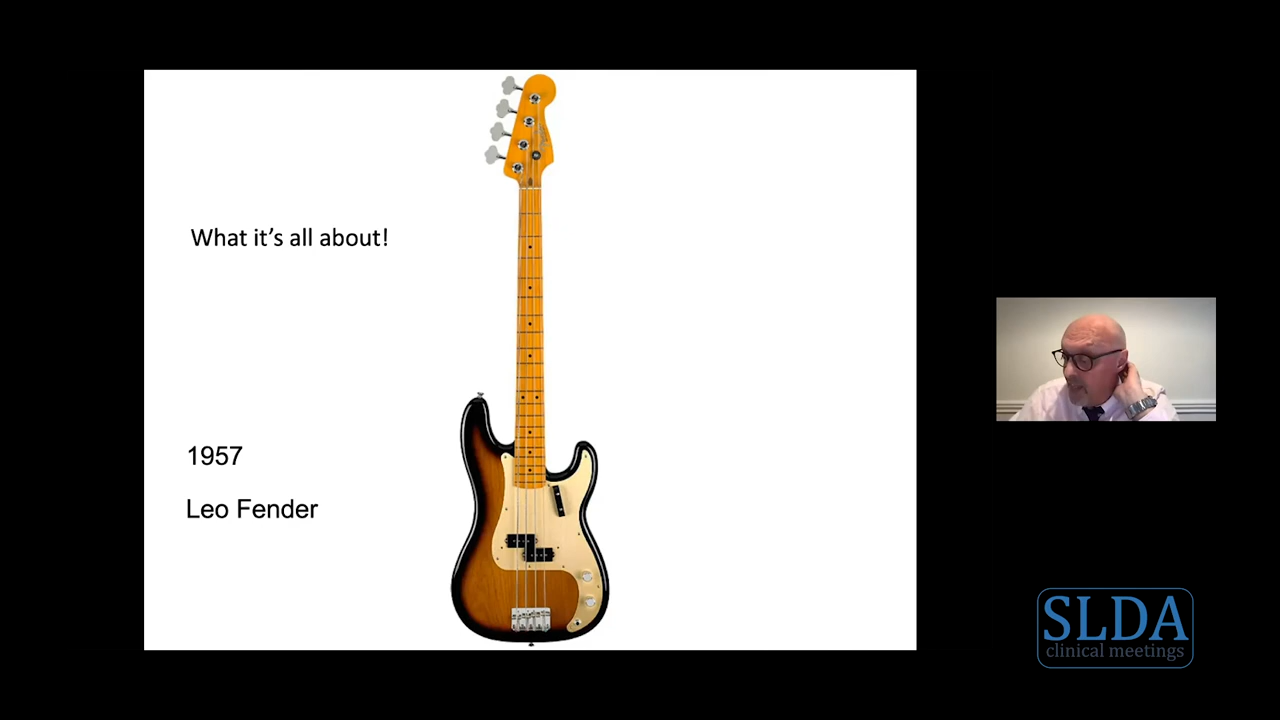 What it's all about!
1957
Leo Fender
SLDA
clinical meetings